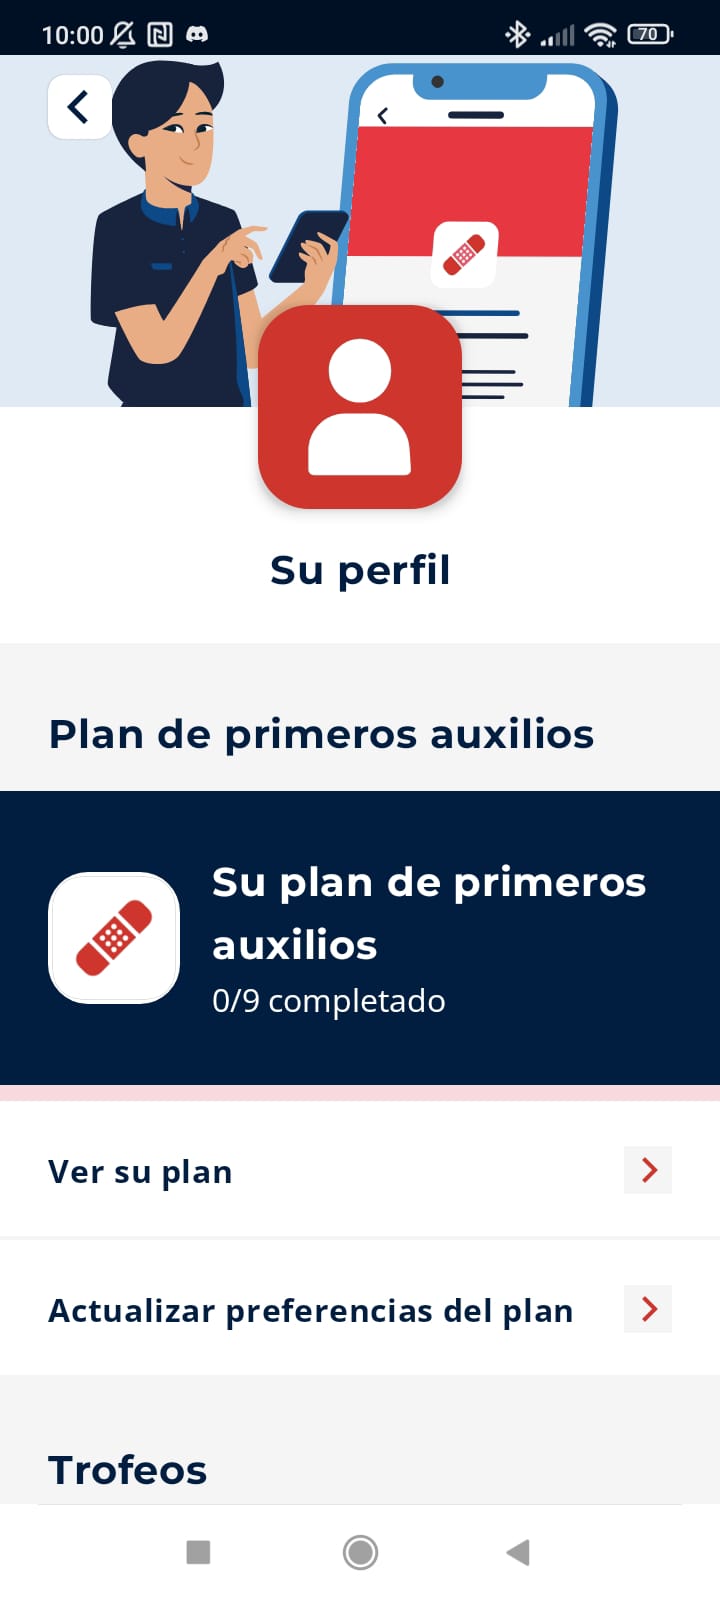 10:00
70
Su perfil
Plan de primeros auxilios
Su plan de primeros
auxilios
0/9 completado
Ver su plan
Actualizar preferencias del plan
Trofeos